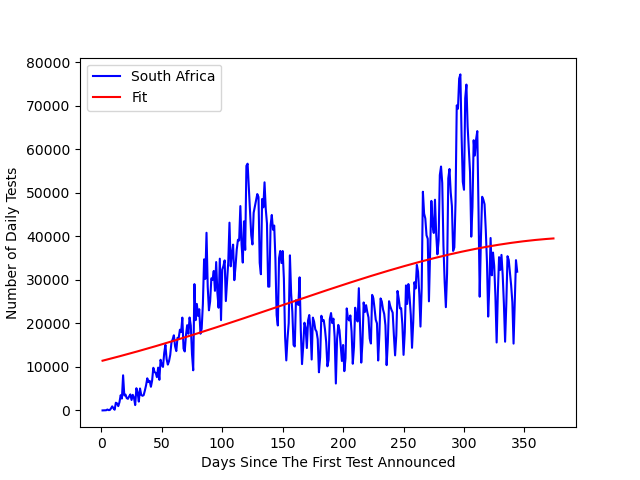 South Africa
Fit
80000
70000
60000
50000
40000
30000
20000
10000
0
Number of Daily Tests
0 50 100 150 200 250 300 350
Days Since The First Test Announced